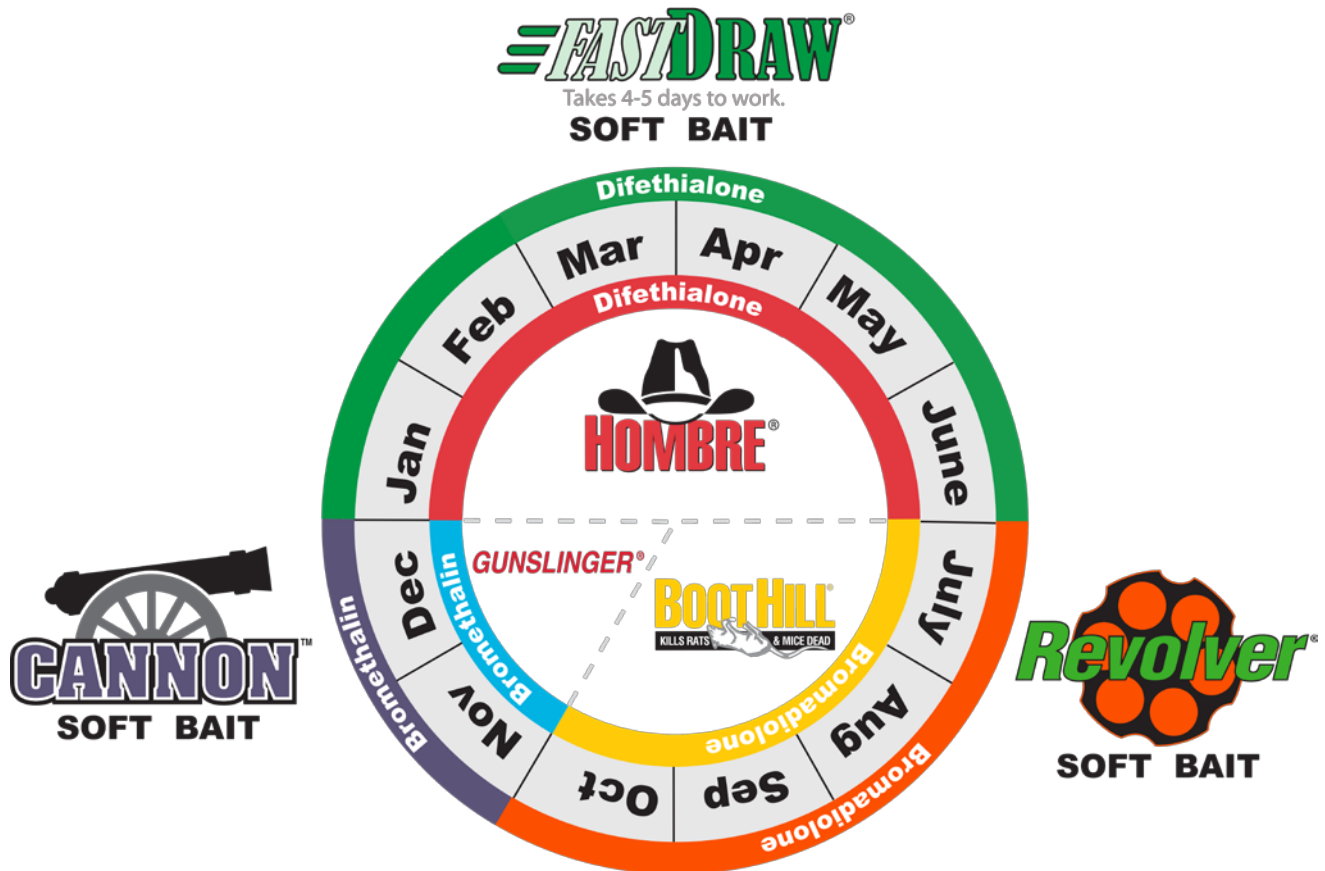 FASTDRAW®
Takes 4-5 days to work.
SOFT BAIT
Difethialone
Mar
Apr
Feb
May
Jan
June
Difethialone
HOMBRE®
GUNSLINGER®
BOOT HILL®
KILLS RATS & MICE DEAD
Dec
July
Nov
Aug
Oct
Sep
Bromethalin
Bromethalin
Bromadiolone
Bromadiolone
CANNON™
SOFT BAIT
Revolver®
SOFT BAIT